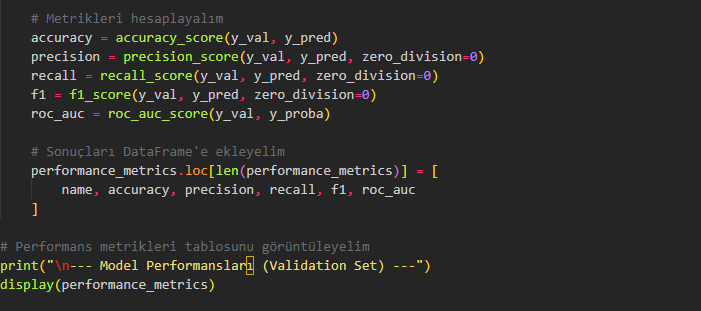 # Metrikleri hesaplayalım
accuracy = accuracy_score(y_val, y_pred)
precision = precision_score(y_val, y_pred, zero_division=0)
recall = recall_score(y_val, y_pred, zero_division=0)
f1 = f1_score(y_val, y_pred, zero_division=0)
roc_auc = roc_auc_score(y_val, y_proba)
# Sonuçları DataFrame'e ekleyelim
performance_metrics.loc[len(performance_metrics)] = [
name, accuracy, precision, recall, f1, roc_auc
]
# Performans metrikleri tablosunu görüntüleyelim
print("\n--- Model Performansları (Validation Set) ---")
display(performance_metrics)